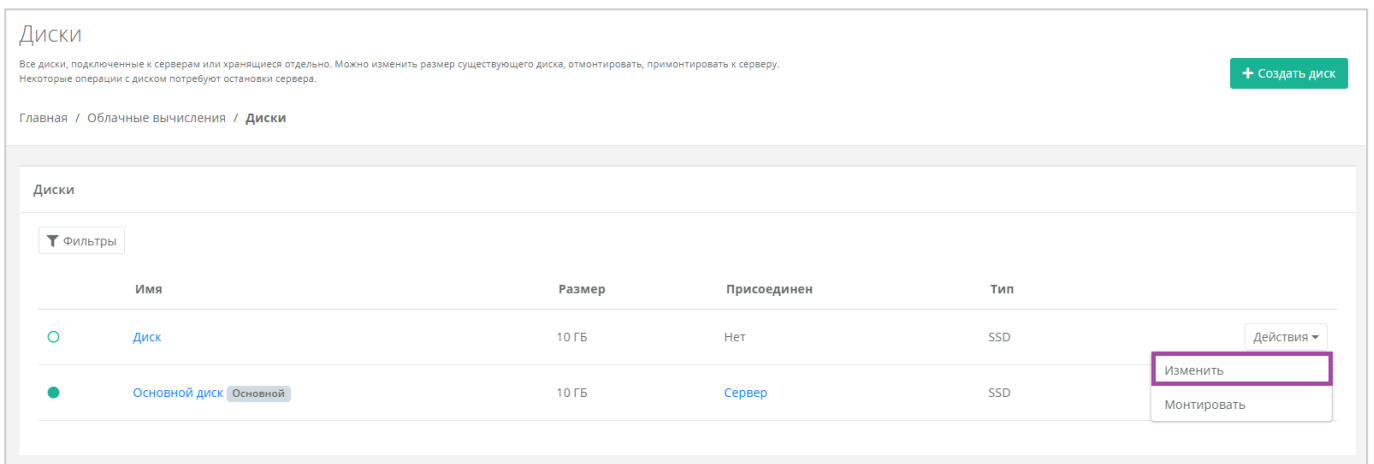 Диски
Все диски, подключенные к серверам или хранящиеся отдельно. Можно изменить размер существующего диска, отмонтировать, примонтировать к серверу.
Некоторые операции с диском потребуют остановки сервера.
+ Создать диск
Главная / Облачные вычисления / Диски
Диски
Фильтры
Имя Размер Присоединен Тип
Диск 10 ГБ Нет SSD Действия
Изменить
Основной диск Основной 10 ГБ Сервер SSD
Монтировать